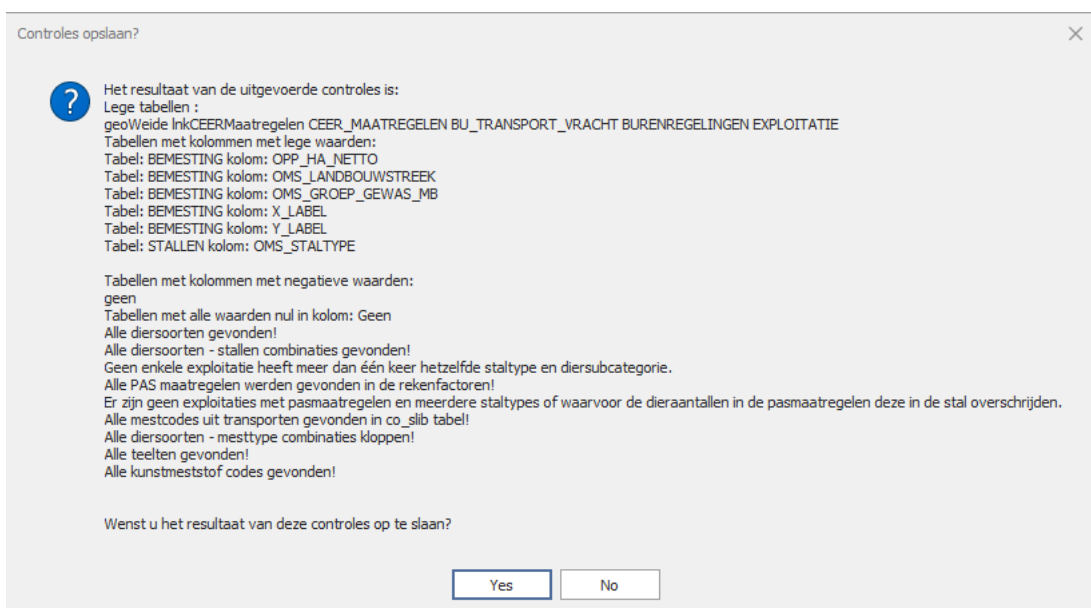 Controles opslaan?
Het resultaat van de uitgevoerde controles is:
Lege tabellen :
geoWeide lnkCEERMaatregelen CEER_MAATREGELEN BU_TRANSPORT_VRACHT BURENREGELINGEN EXPLOITATIE
Tabellen met kolommen met lege waarden:
Tabel: BEMESTING kolom: OPP_HA_NETTO
Tabel: BEMESTING kolom: OMS_LANDBOUWSTREEK
Tabel: BEMESTING kolom: OMS_GROEP_GEWAS_MB
Tabel: BEMESTING kolom: X_LABEL
Tabel: BEMESTING kolom: Y_LABEL
Tabel: STALLEN kolom: OMS_STALTYPE
Tabellen met kolommen met negatieve waarden:
geen
Tabellen met alle waarden nul in kolom: Geen
Alle diersoorten gevonden!
Alle diersoorten - stallen combinaties gevonden!
Geen enkele exploitatie heeft meer dan één keer hetzelfde staltype en diersubcategorie.
Alle PAS maatregelen werden gevonden in de rekenfactoren!
Er zijn geen exploitaties met pasmaatregelen en meerdere staltypes of waarvoor de dieraantallen in de pasmaatregelen deze in de stal overschrijden.
Alle mestcodes uit transporten gevonden in co_slib tabel!
Alle diersoorten - mesttype combinaties kloppen!
Alle teelten gevonden!
Alle kunstmeststof codes gevonden!
Wenst u het resultaat van deze controles op te slaan?
Yes No